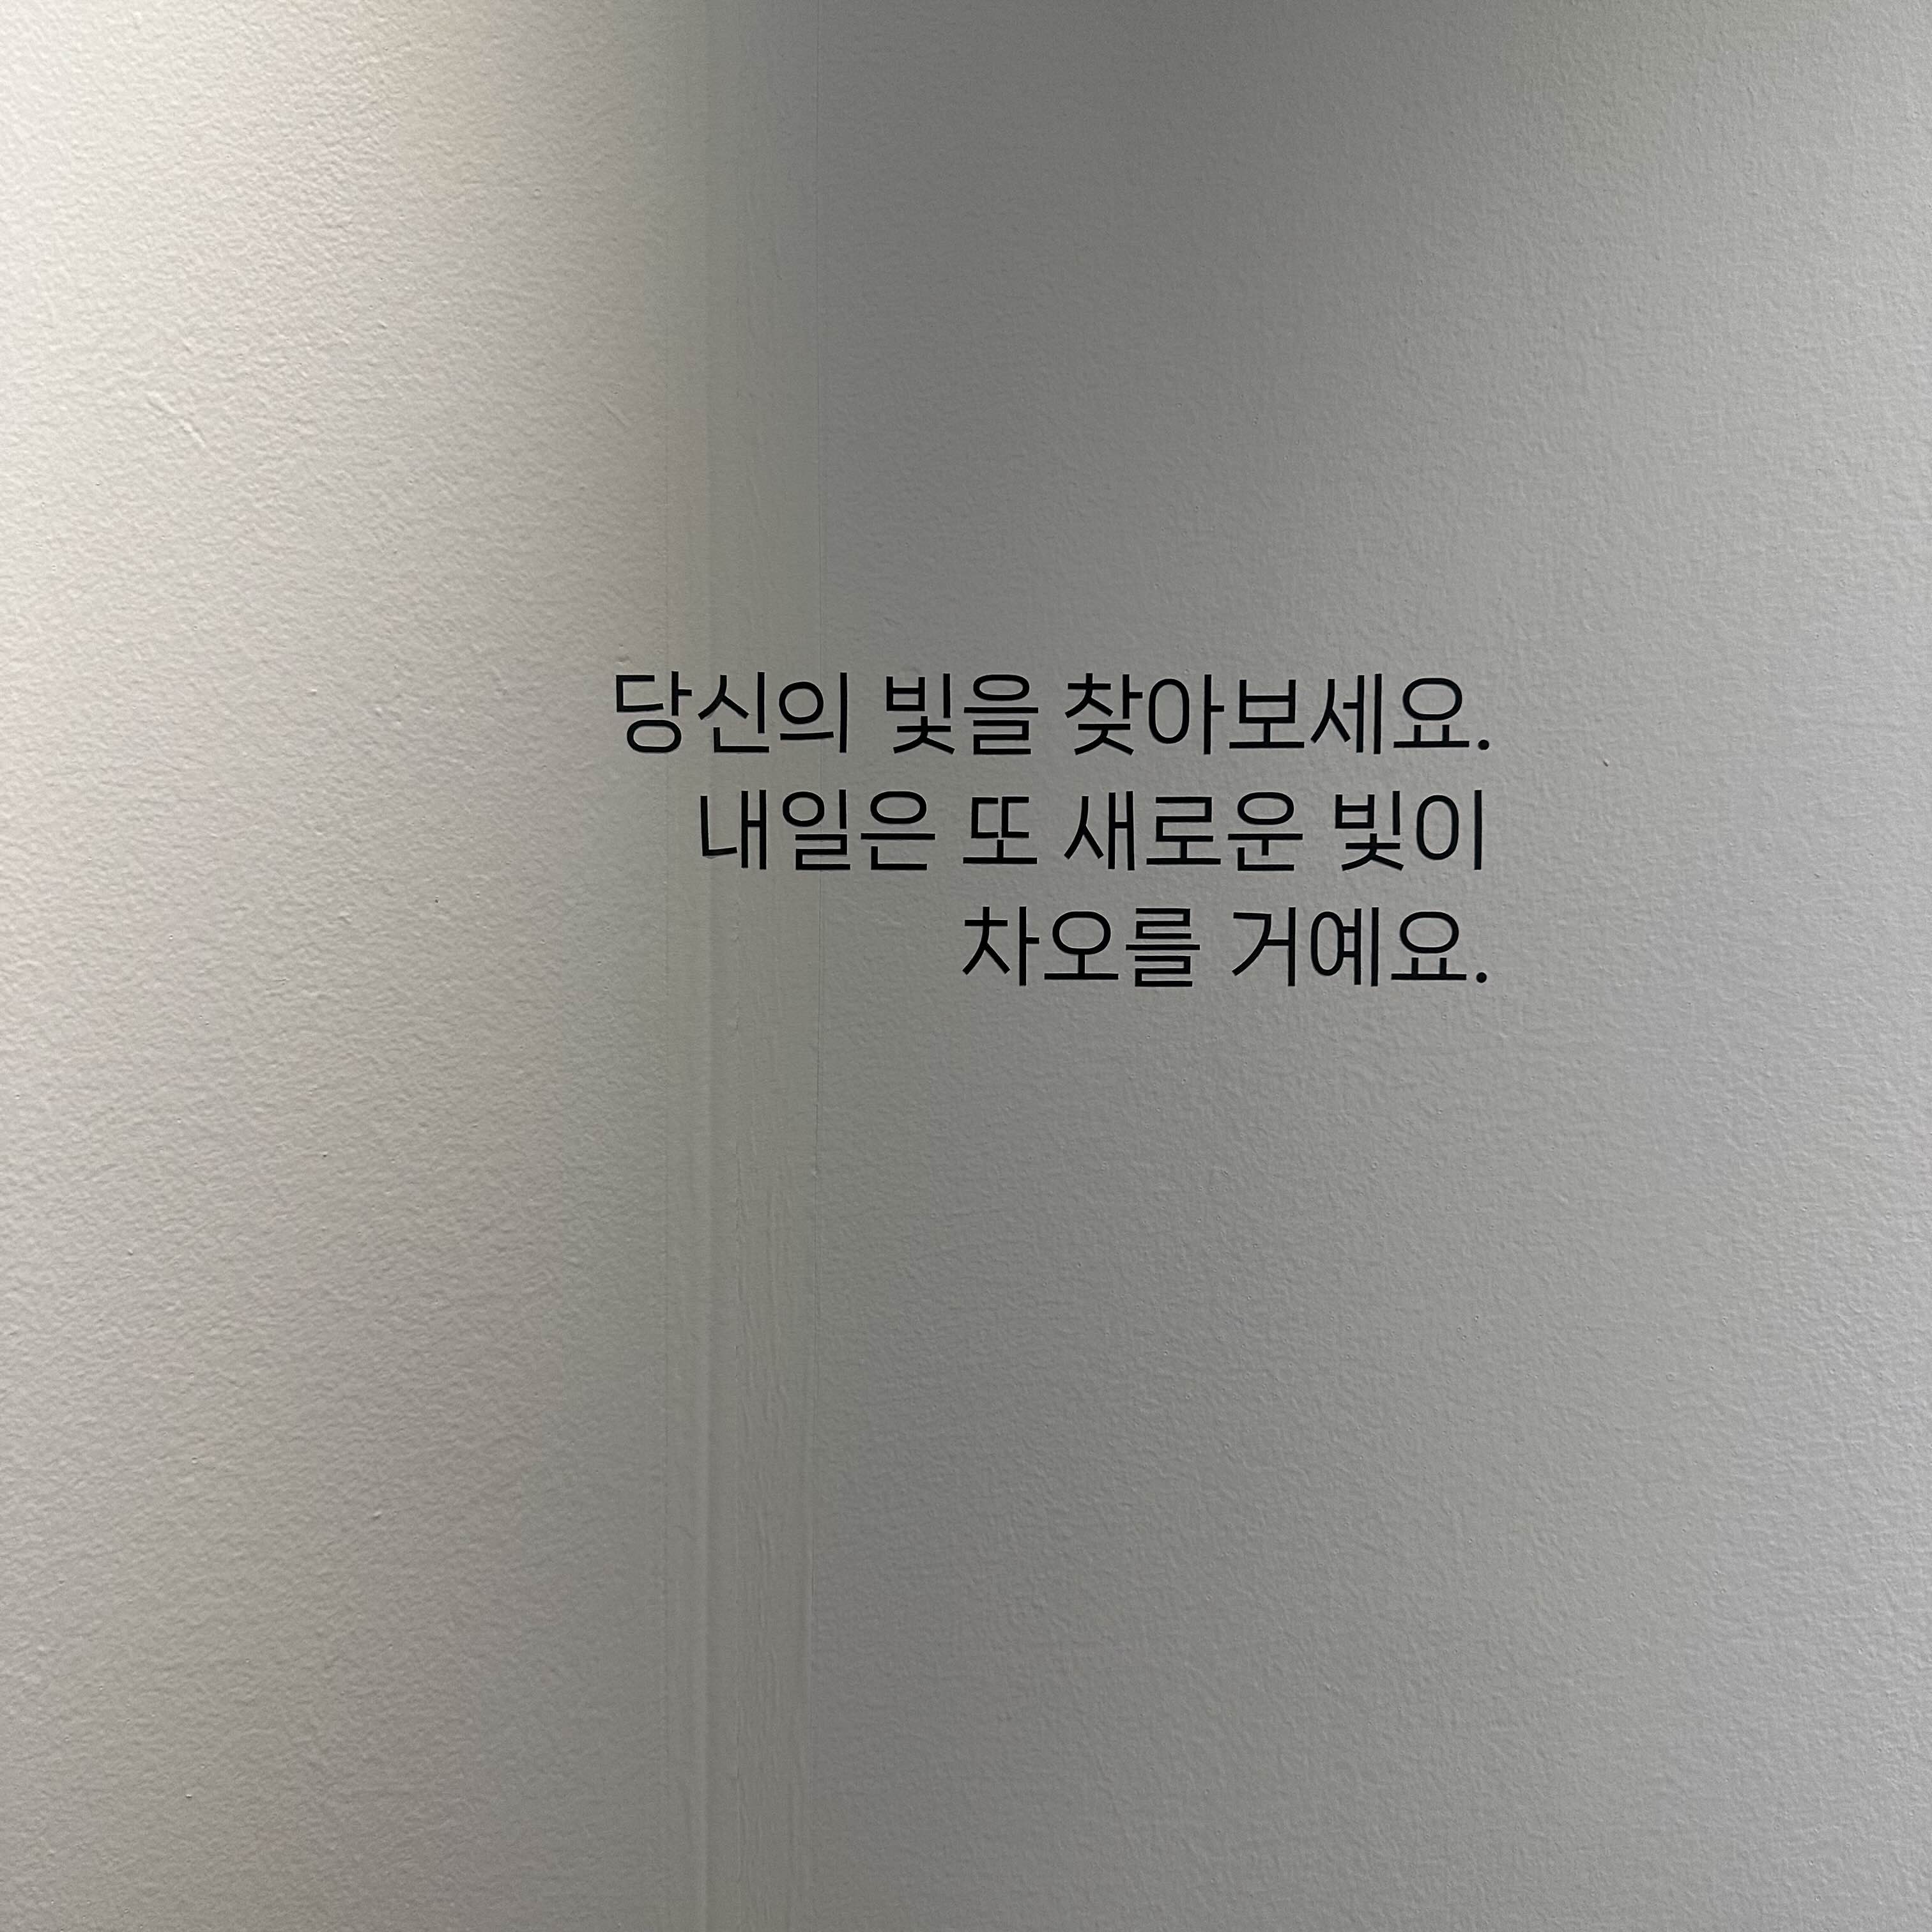 당신의 빛을 찾아보세요.
내일은 또 새로운 빛이
차오를 거예요.